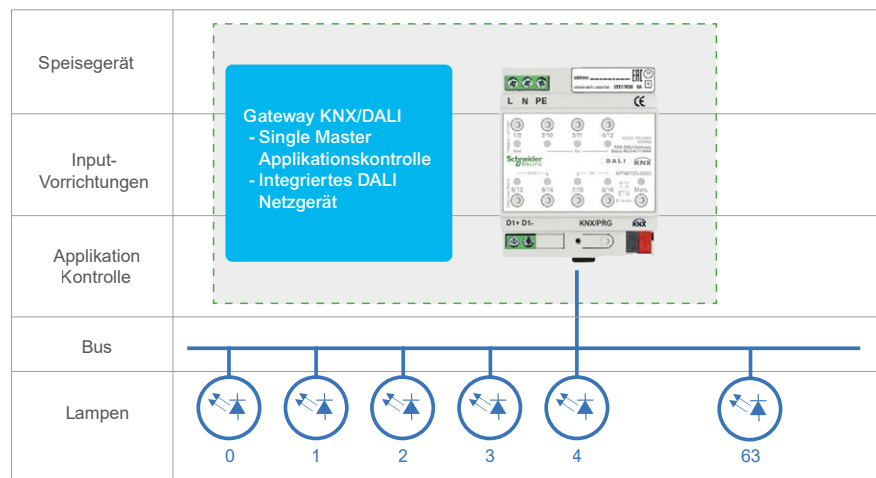 Speisegerät
Input-
Vorrichtungen
Applikation
Kontrolle
Bus
Lampen
Gateway KNX/DALI
- Single Master
Applikationskontrolle
- Integriertes DALI
Netzgerät
L N PE
1/9 2/10 3/11 4/12
Schneider
Electric
DALI KNX
5/13 6/14 7/15 8/16 Man.
D1+ D1- KNX/PRG KNX
0 1 2 3 4 63